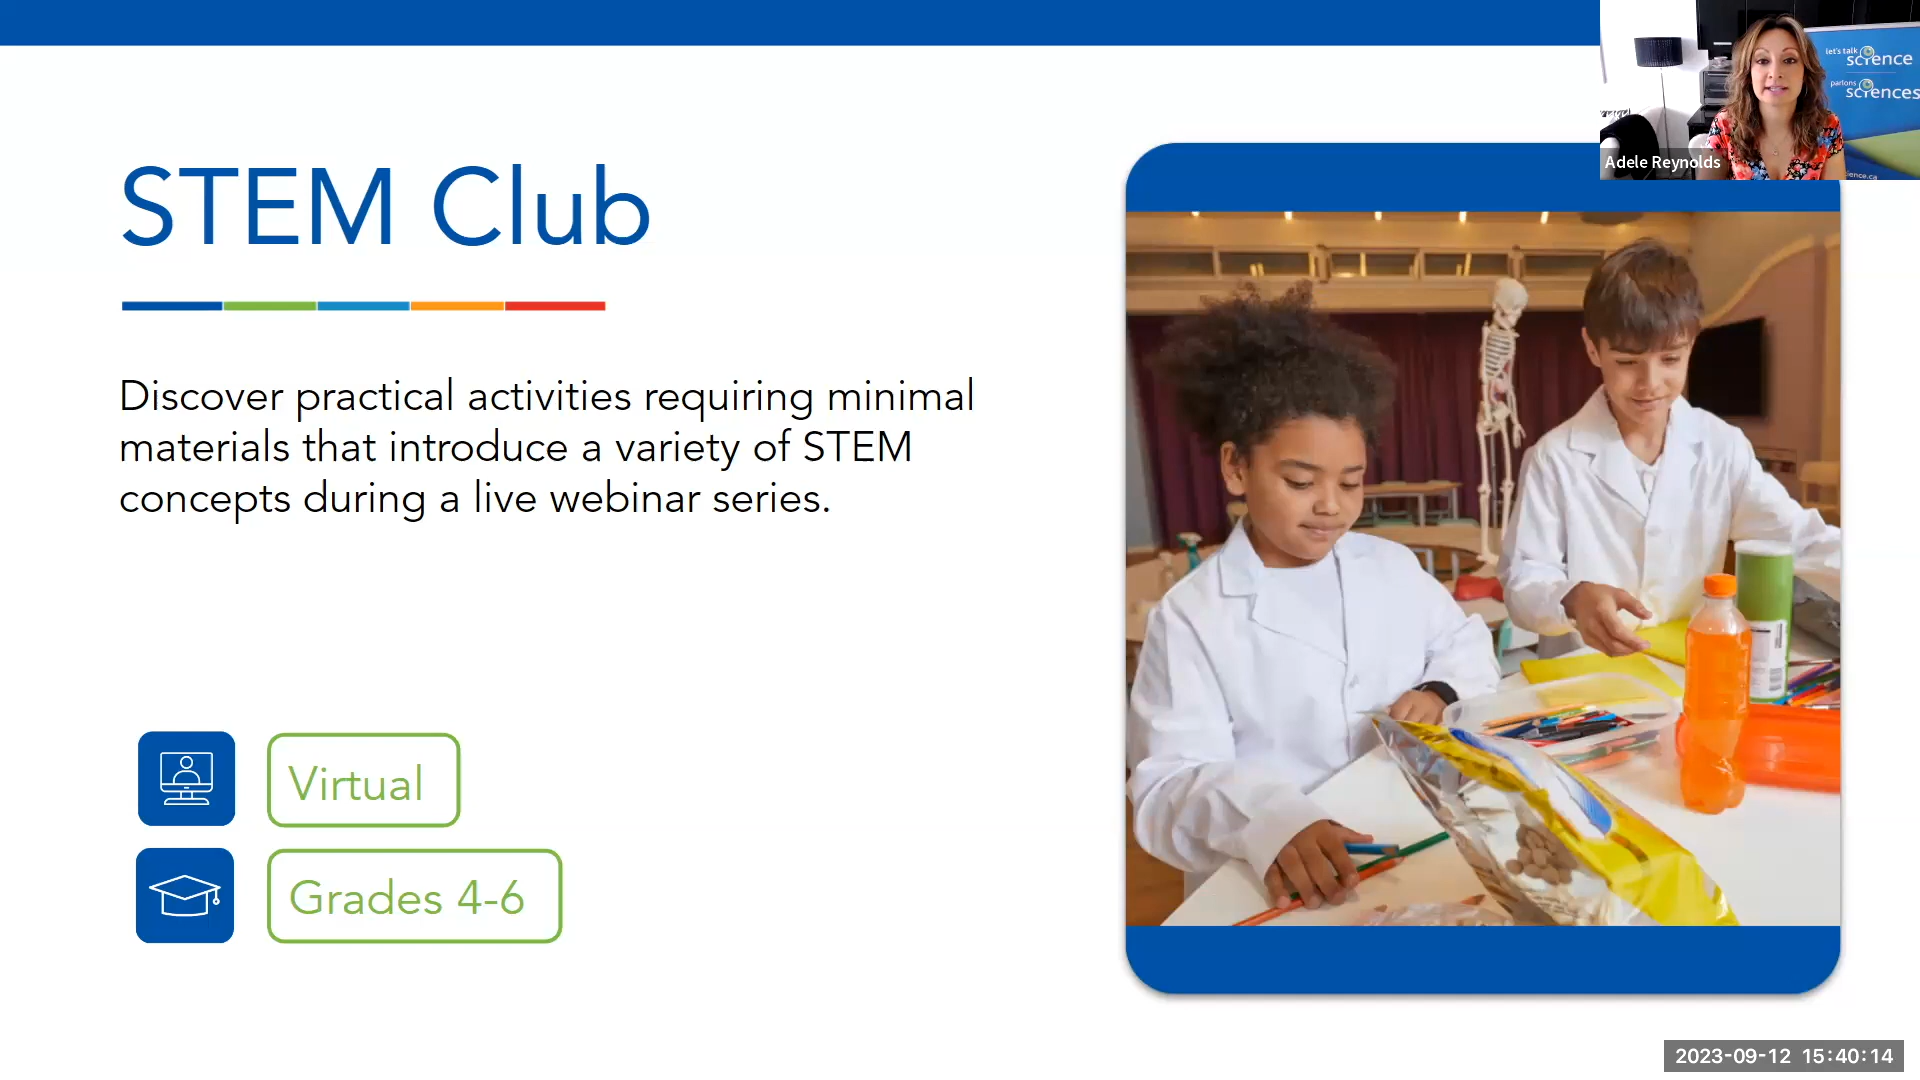 let's talk
science
parlons
sciences
Adele Reynolds
STEM Club
Discover practical activities requiring minimal
materials that introduce a variety of STEM
concepts during a live webinar series.
Virtual
Grades 4-6
2023-09-12 15:40:14